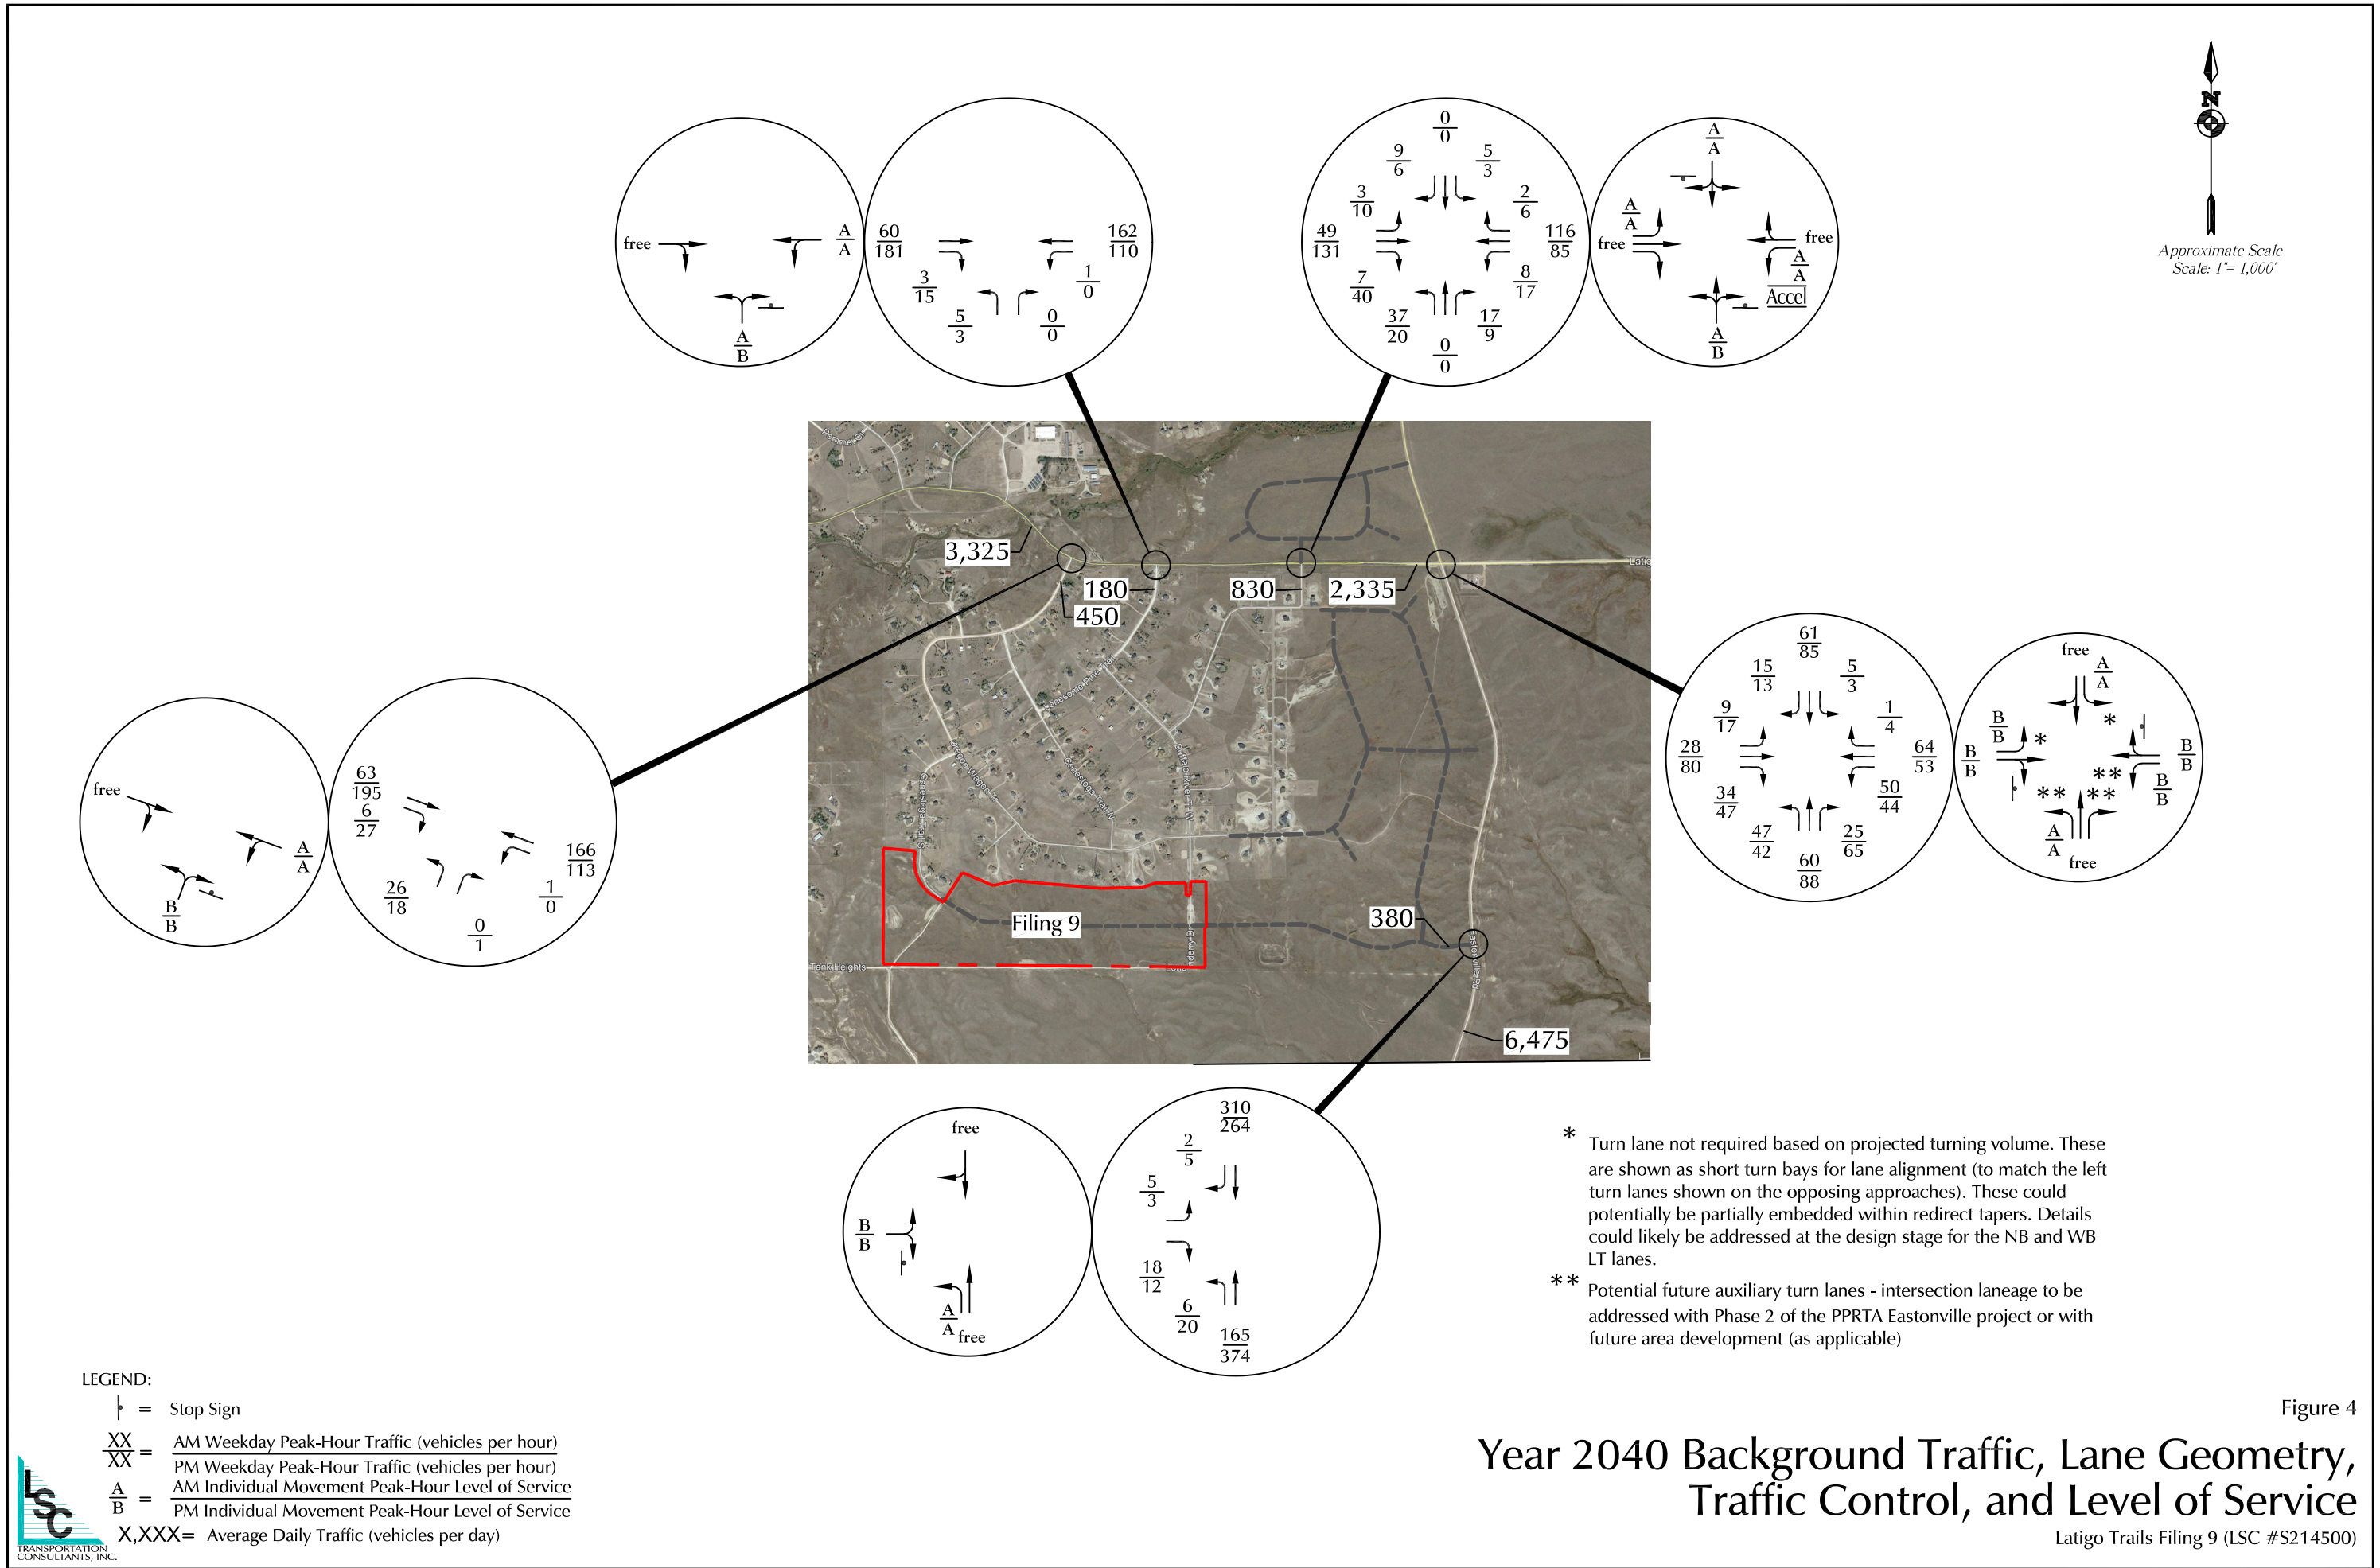 N
Approximate Scale
Scale: 1"= 1,000'
free
A
A
A
B
60
181
3
15
5
3
162
110
1
0
0
0
0
0
9
6
5
3
3
10
2
6
49
131
116
85
7
40
8
17
37
20
17
9
0
0
A
A
A
A
free
free
A
A
Accel
A
B
3,325
180
450
830
2,335
Latig
free
A
A
B
B
63
195
6
27
166
113
26
18
1
0
0
1
61
85
15
13
5
3
9
17
1
4
28
80
64
53
34
47
50
44
47
42
25
65
60
88
free
A
A
*
B
B
*
B
B
B
B
**
B
B
**
**
A
A
free
Filing 9
Tank Heights
380
6,475
free
B
B
A
A
free
310
264
2
5
5
3
18
12
6
20
165
374
* Turn lane not required based on projected turning volume. These
are shown as short turn bays for lane alignment (to match the left
turn lanes shown on the opposing approaches). These could
potentially be partially embedded within redirect tapers. Details
could likely be addressed at the design stage for the NB and WB
LT lanes.
** Potential future auxiliary turn lanes - intersection laneage to be
addressed with Phase 2 of the PPRTA Eastonville project or with
future area development (as applicable)
LEGEND:
= Stop Sign
XX
XX
=
AM Weekday Peak-Hour Traffic (vehicles per hour)
PM Weekday Peak-Hour Traffic (vehicles per hour)
A
B
=
AM Individual Movement Peak-Hour Level of Service
PM Individual Movement Peak-Hour Level of Service
X,XXX= Average Daily Traffic (vehicles per day)
LSC
TRANSPORTATION
CONSULTANTS, INC.
Figure 4
Year 2040 Background Traffic, Lane Geometry,
Traffic Control, and Level of Service
Latigo Trails Filing 9 (LSC #S214500)